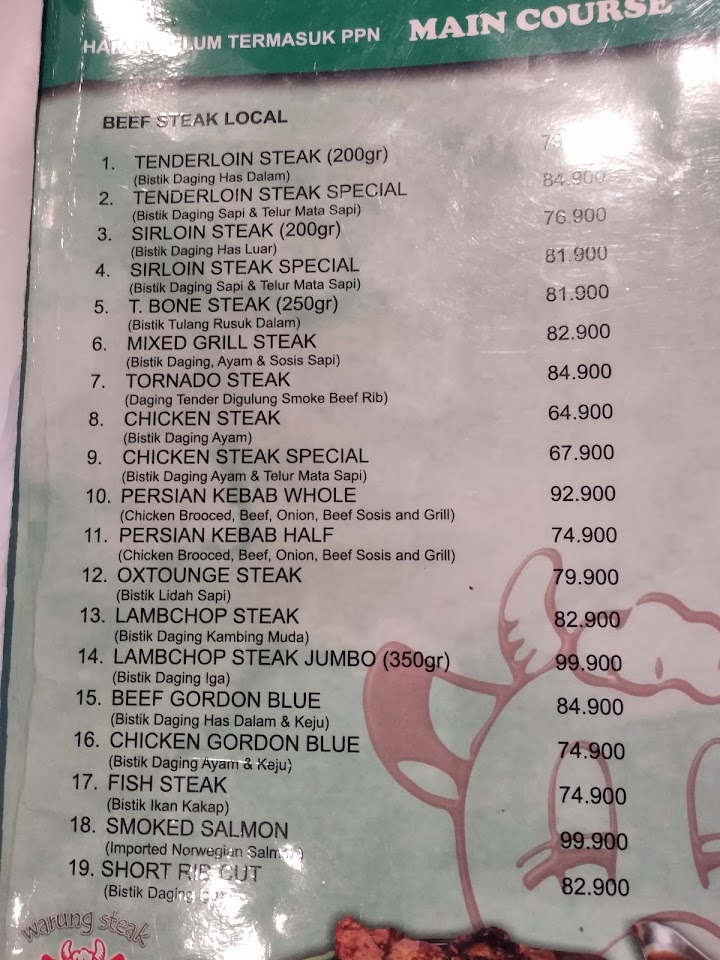 MAIN COURSE
TERMASUK PPN
BEEF STEAK LOCAL
1. TENDERLOIN STEAK (200gr)
(Bistik Daging Has Dalam) 84.900
2. TENDERLOIN STEAK SPECIAL
(Bistik Daging Sapi & Telur Mata Sapi) 76.900
3. SIRLOIN STEAK (200gr)
(Bistik Daging Has Luar) 81.900
4. SIRLOIN STEAK SPECIAL
(Bistik Daging Sapi & Telur Mata Sapi) 81.900
5. T. BONE STEAK (250gr)
(Bistik Tulang Rusuk Dalam) 82.900
6. MIXED GRILL STEAK
(Bistik Daging, Ayam & Sosis Sapi)
7. TORNADO STEAK 84.900
(Daging Tender Digulung Smoke Beef Rib)
8. CHICKEN STEAK 64.900
(Bistik Daging Ayam)
9. CHICKEN STEAK SPECIAL 67.900
(Bistik Daging Ayam & Telur Mata Sapi)
10. PERSIAN KEBAB WHOLE 92.900
(Chicken Brooced, Beef, Onion, Beef Sosis and Grill)
11. PERSIAN KEBAB HALF 74.900
(Chicken Brooced, Beef, Onion, Beef Sosis and Grill)
12. OXTOUNGE STEAK 79.900
(Bistik Lidah Sapi)
13. LAMBCHOP STEAK 82.900
(Bistik Daging Kambing Muda)
14. LAMBCHOP STEAK JUMBO (350gr) 99.900
(Bistik Daging Iga)
15. BEEF GORDON BLUE 84.900
(Bistik Daging Has Dalam & Keju)
16. CHICKEN GORDON BLUE 74.900
(Bistik Daging Ayam & Keju)
17. FISH STEAK 74.900
(Bistik Ikan Kakap)
18. SMOKED SALMON 99.900
(Imported Norwegian Salmon)
19. SHORT RIB CUT 82.900
(Bistik Daging
warung steak